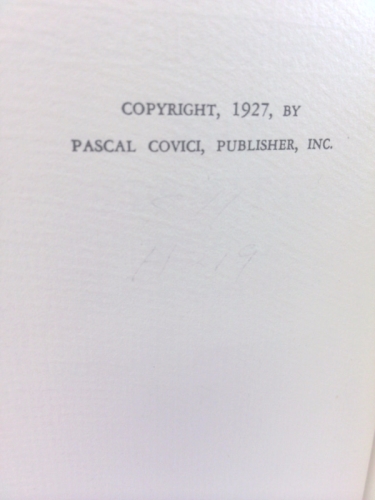 COPYRIGHT, 1927, BY
PASCAL COVICI, PUBLISHER, INC.